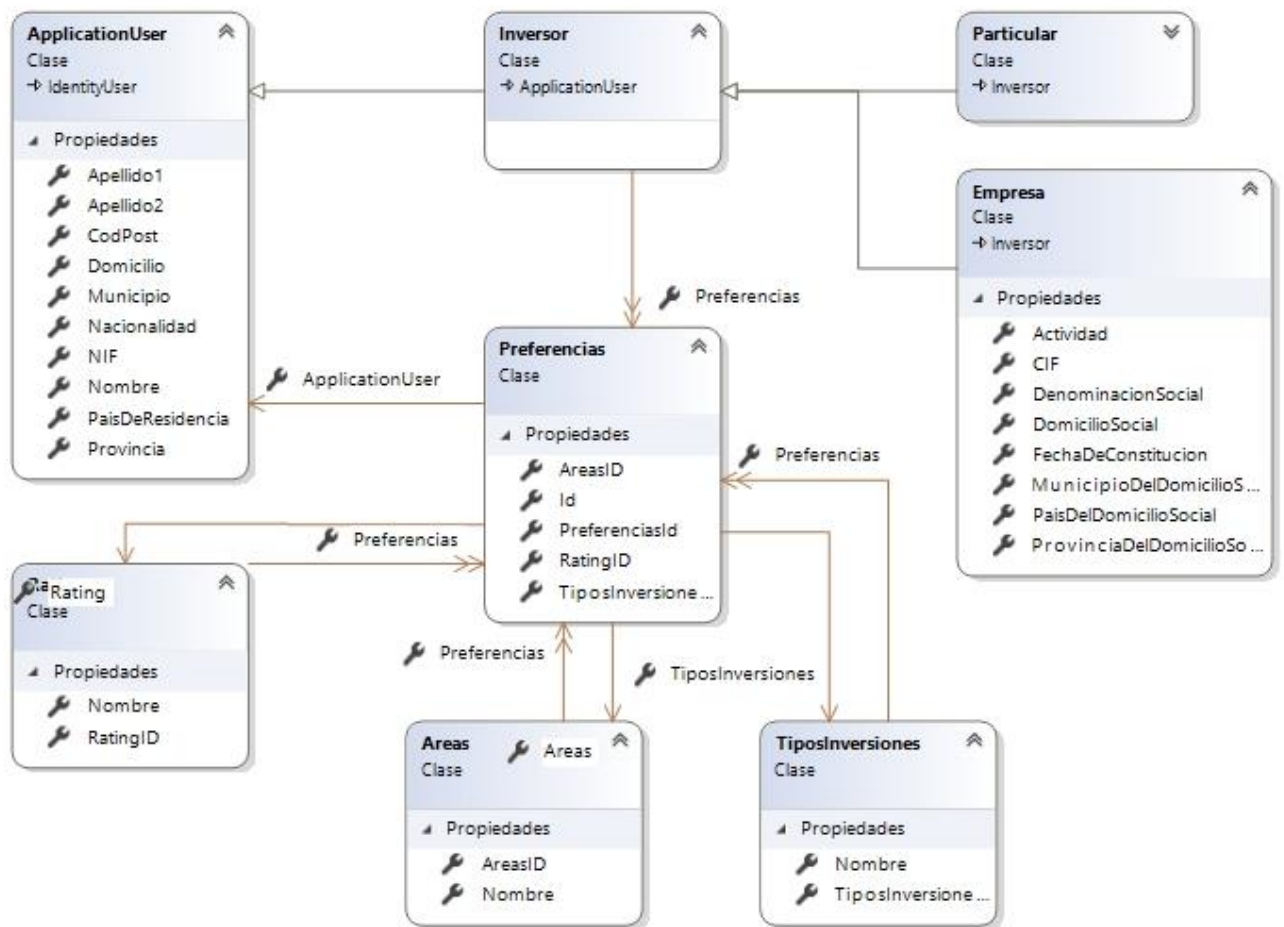 ApplicationUser
Clase
IdentityUser
Propiedades
Apellido1
Apellido2
CodPost
Domicilio
Municipio
Nacionalidad
NIF
Nombre
PaisDeResidencia
Provincia
Inversor
Clase
ApplicationUser
Particular
Clase
Inversor
Empresa
Clase
Inversor
Propiedades
Actividad
CIF
DenominacionSocial
DomicilioSocial
FechaDeConstitucion
MunicipioDelDomicilioS...
PaisDelDomicilioSocial
ProvinciaDelDomicilioSo...
Preferencias
Preferencias
Clase
Propiedades
AreasID
Id
PreferenciasId
RatingID
TiposInversione...
ApplicationUser
Preferencias
Preferencias
Rating
Clase
Propiedades
Nombre
RatingID
Preferencias
TiposInversiones
Areas
Areas
Clase
Propiedades
AreasID
Nombre
TiposInversiones
Clase
Propiedades
Nombre
TiposInversione...